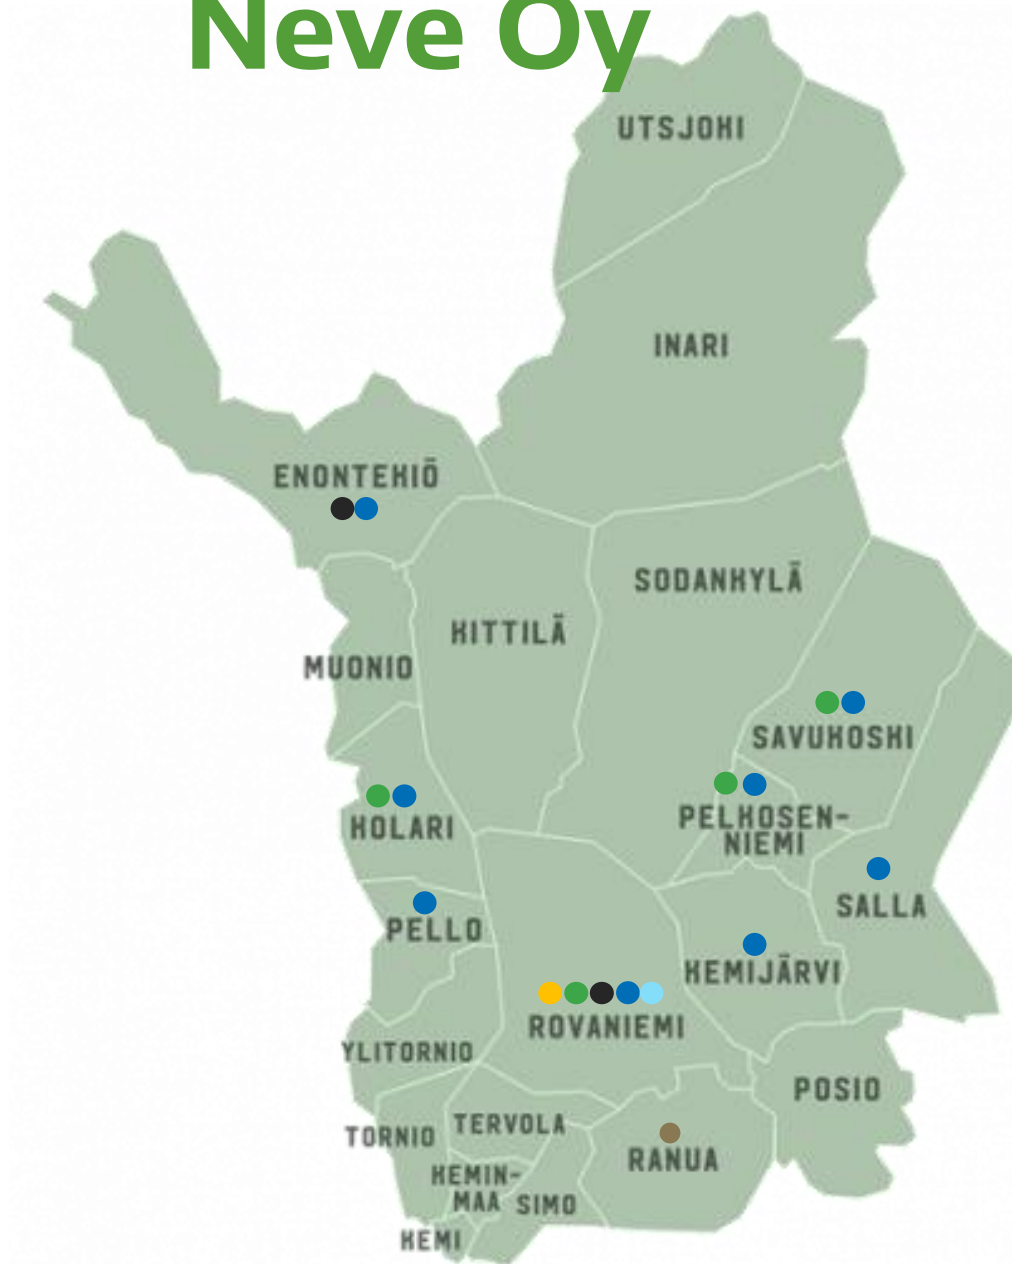 Neve Oy
UTSJOKI
INARI
ENONTEKIÖ
SODANKYLÄ
KITTILÄ
MUONIO
SAVUKOSKI
PELKOSEN-
NIEMI
KOLARI
SALLA
PELLO
KEMIJÄRVI
ROVANIEMI
YLITORNIO
POSIO
TERVOLA
TORNIO
RANUA
KEMIN-
MAA
SIMO
KEMI